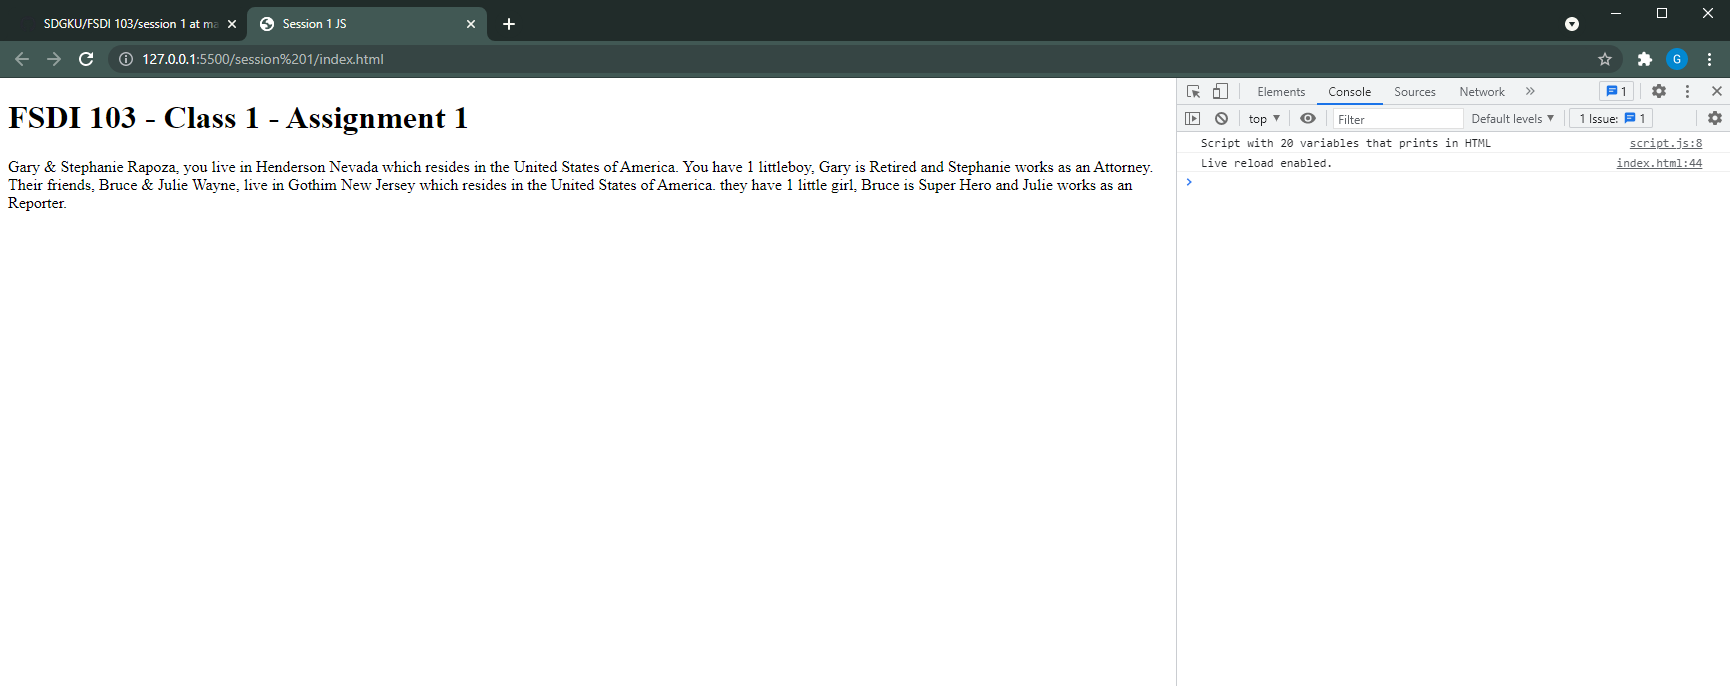 SDGKU/FSDI 103/session 1 at ma
Session 1 JS
127.0.0.1:5500/session%201/index.html
G
FSDI 103 - Class 1 - Assignment 1
Gary & Stephanie Rapoza, you live in Henderson Nevada which resides in the United States of America. You have 1 littleboy, Gary is Retired and Stephanie works as an Attorney.
Their friends, Bruce & Julie Wayne, live in Gothim New Jersey which resides in the United States of America. they have 1 little girl, Bruce is Super Hero and Julie works as an
Reporter.
Elements Console Sources Network » 1
top Filter Default levels 1 Issue: 1
Script with 20 variables that prints in HTML script.js:8
Live reload enabled. index.html:44